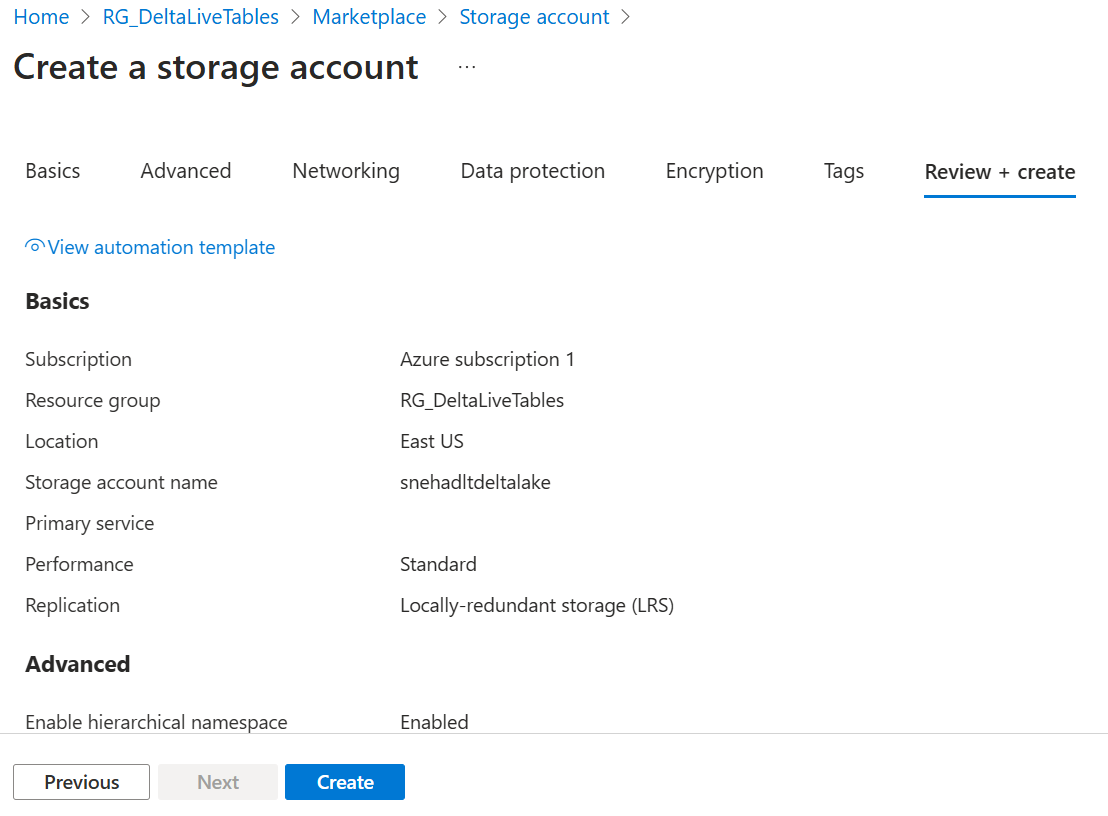 Home > RG_DeltaLiveTables > Marketplace > Storage account >
Create a storage account ...
Basics Advanced Networking Data protection Encryption Tags Review + create
View automation template
Basics
Subscription Azure subscription 1
Resource group RG_DeltaLiveTables
Location East US
Storage account name snehadltdeltalake
Primary service
Performance Standard
Replication Locally-redundant storage (LRS)
Advanced
Enable hierarchical namespace Enabled
Previous Next Create